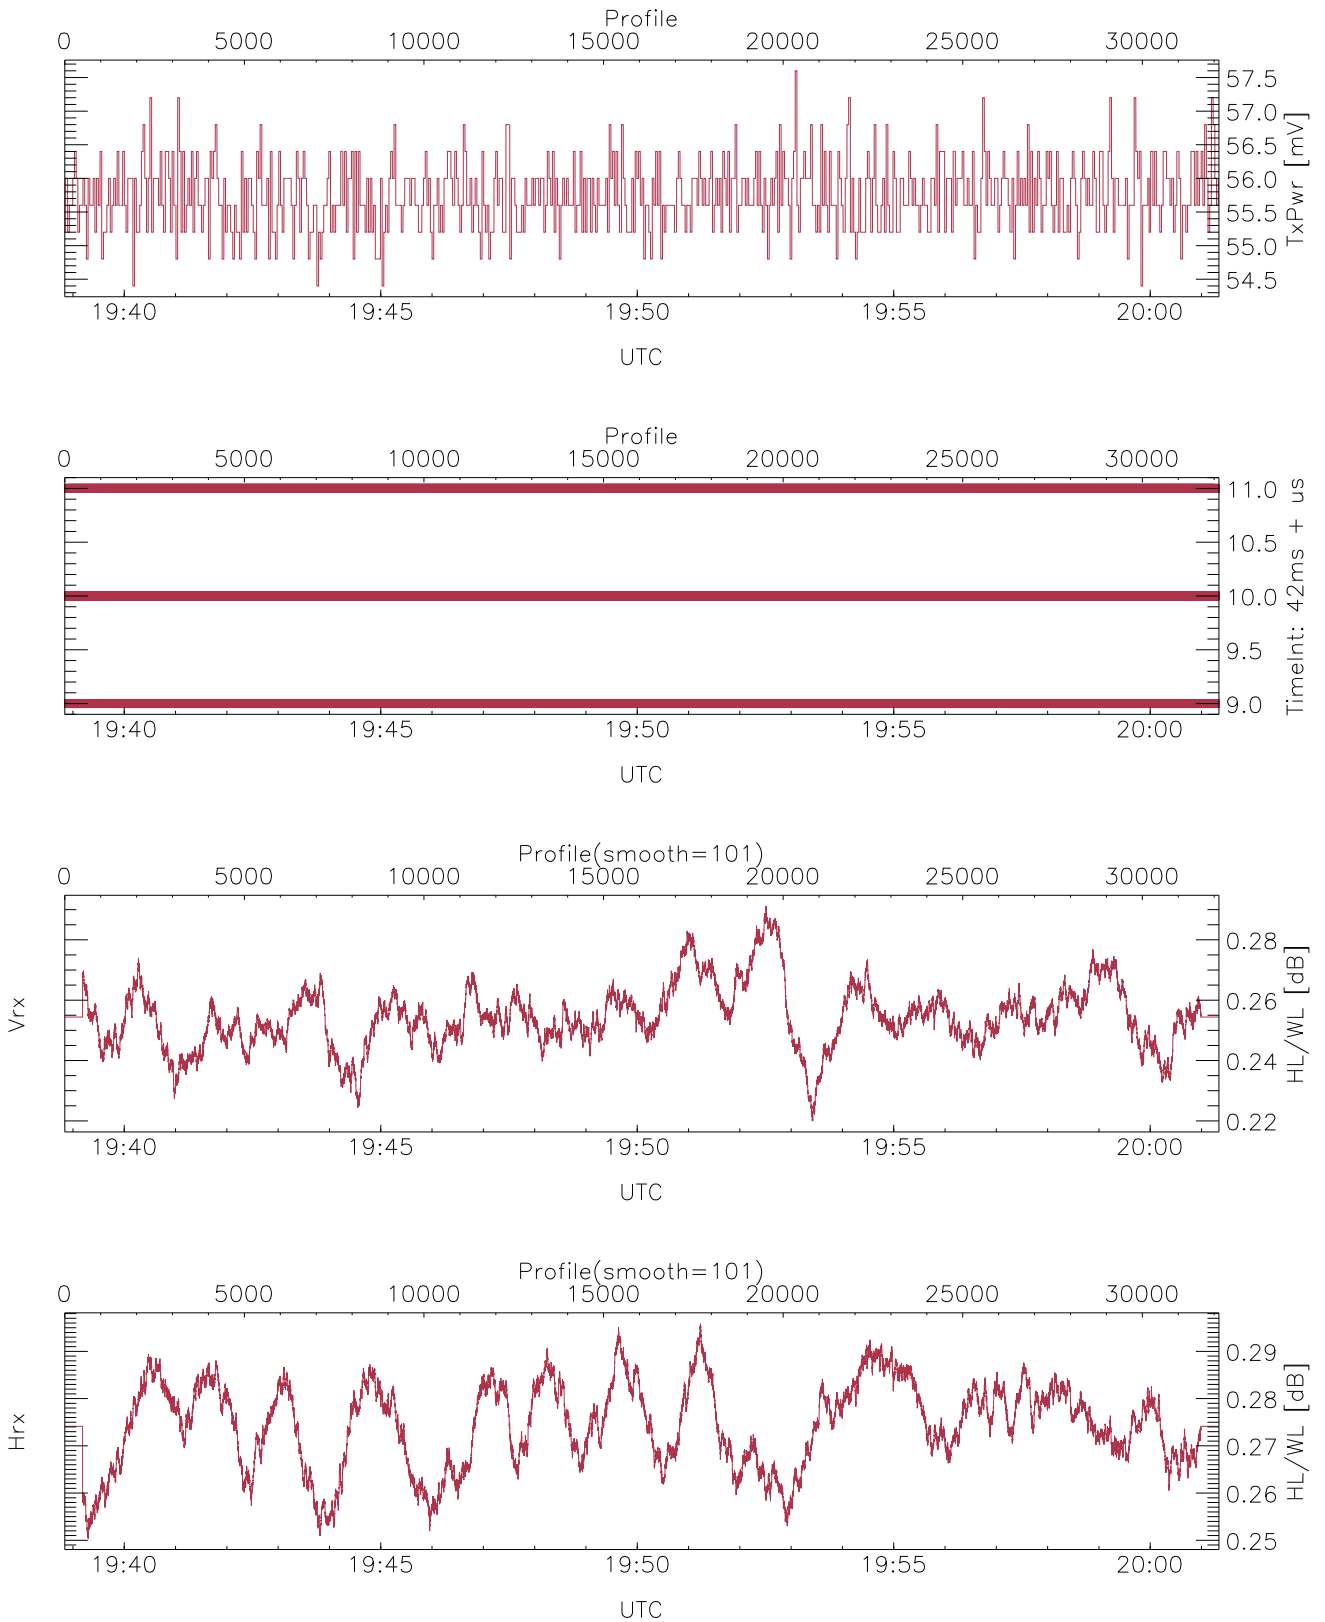 Profile
0 5000 10000 15000 20000 25000 30000
57.5
57.0
56.5
56.0
55.5
55.0
54.5
TxPwr [mV]
19:40 19:45 19:50 19:55 20:00
UTC
Profile
0 5000 10000 15000 20000 25000 30000
11.0
10.5
10.0
9.5
9.0
TimeInt: 42ms + us
19:40 19:45 19:50 19:55 20:00
UTC
Profile(smooth=101)
0 5000 10000 15000 20000 25000 30000
Vrx
0.28
0.26
0.24
0.22
HL/WL [dB]
19:40 19:45 19:50 19:55 20:00
UTC
Profile(smooth=101)
0 5000 10000 15000 20000 25000 30000
Hrx
0.29
0.28
0.27
0.26
0.25
HL/WL [dB]
19:40 19:45 19:50 19:55 20:00
UTC